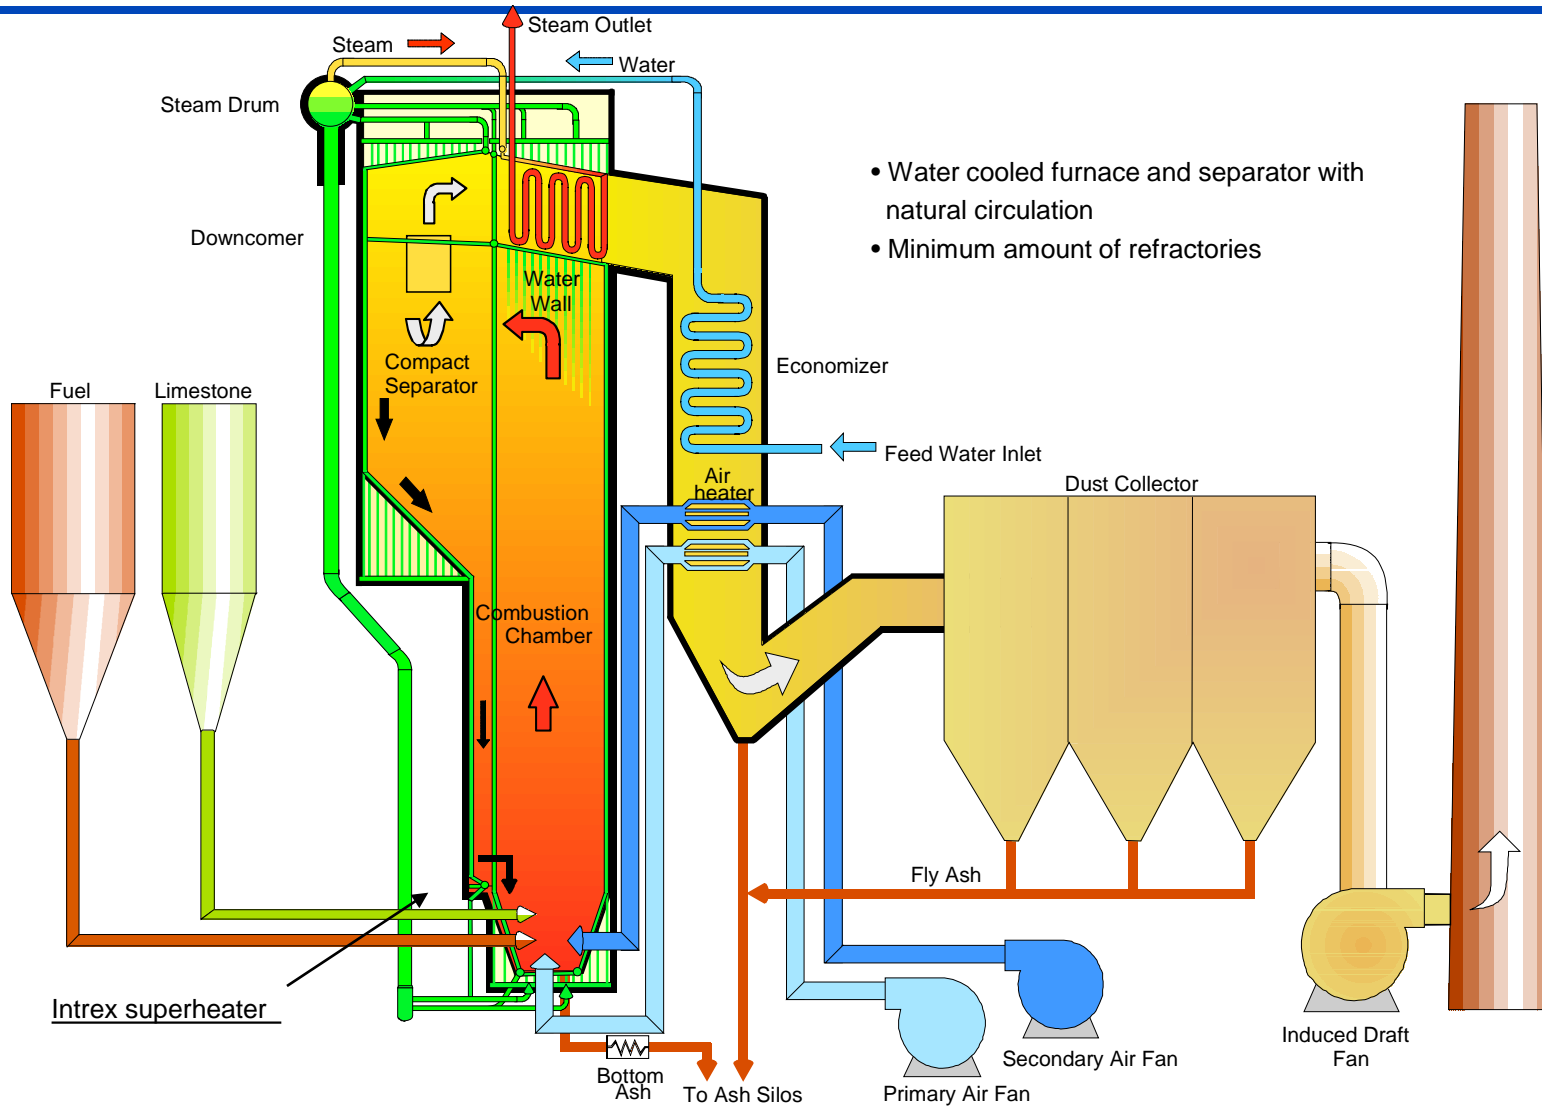 Steam Outlet
Steam
Water
Steam Drum
• Water cooled furnace and separator with
natural circulation
• Minimum amount of refractories
Downcomer
Water
Wall
Compact
Separator
Economizer
Fuel
Limestone
Feed Water Inlet
Air
heater
Dust Collector
Combustion
Chamber
Fly Ash
Intrex superheater
Bottom
Ash
To Ash Silos
Primary Air Fan
Secondary Air Fan
Induced Draft
Fan